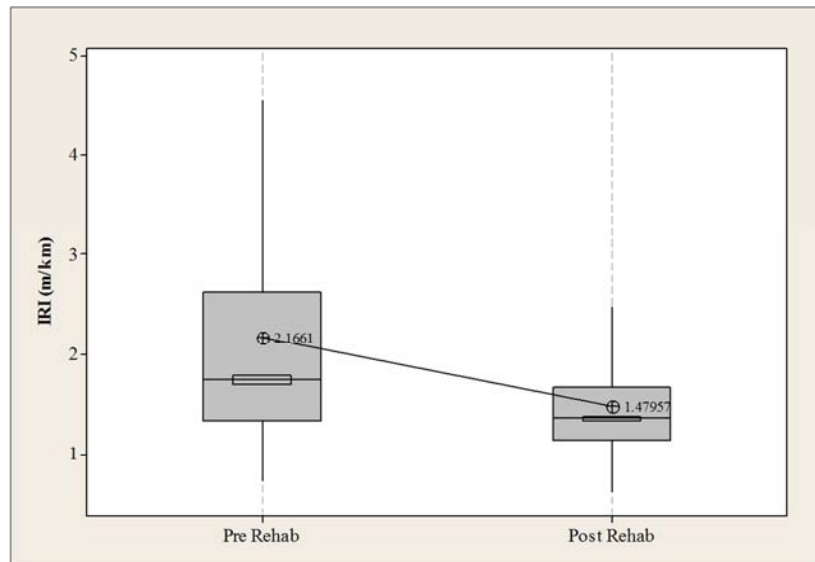 5
4
3
2
1
IRI (m/km)
2.1661
1.47957
Pre Rehab
Post Rehab